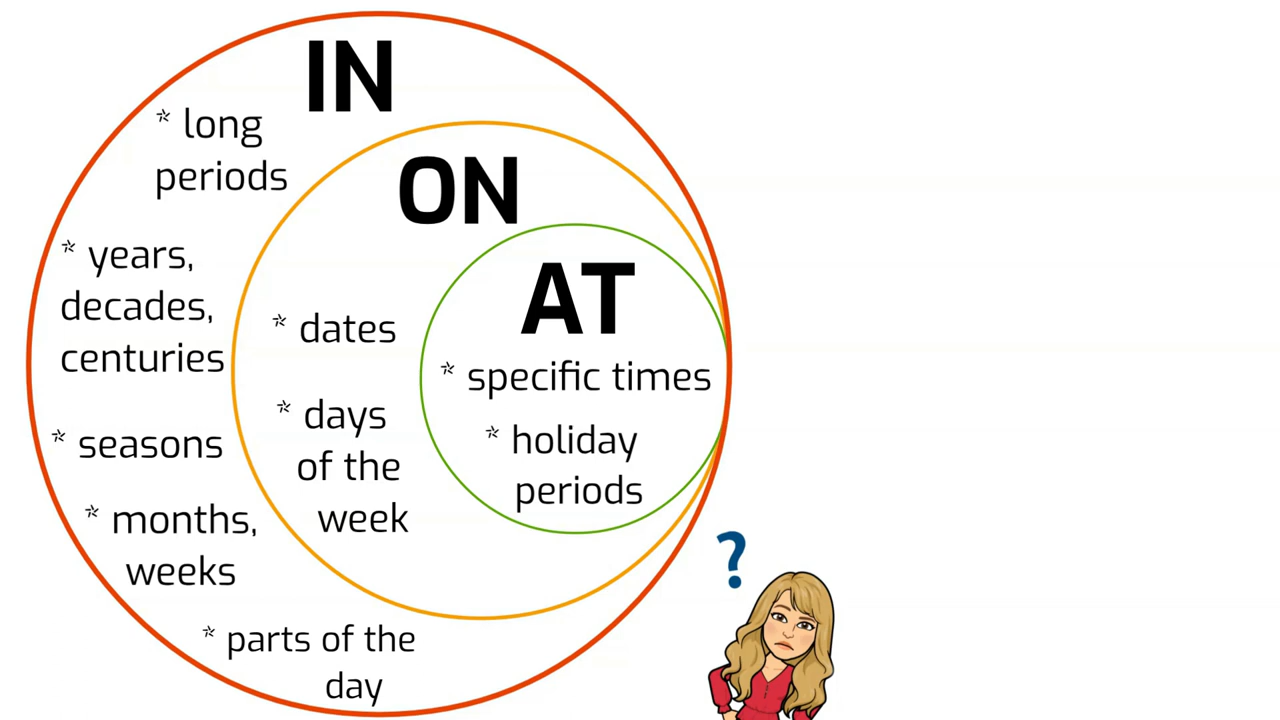 IN
* long
periods
* years,
decades,
centuries
* seasons
* months,
weeks
* parts of the
day
ON
* dates
* days
of the
week
AT
* specific times
* holiday
periods
?